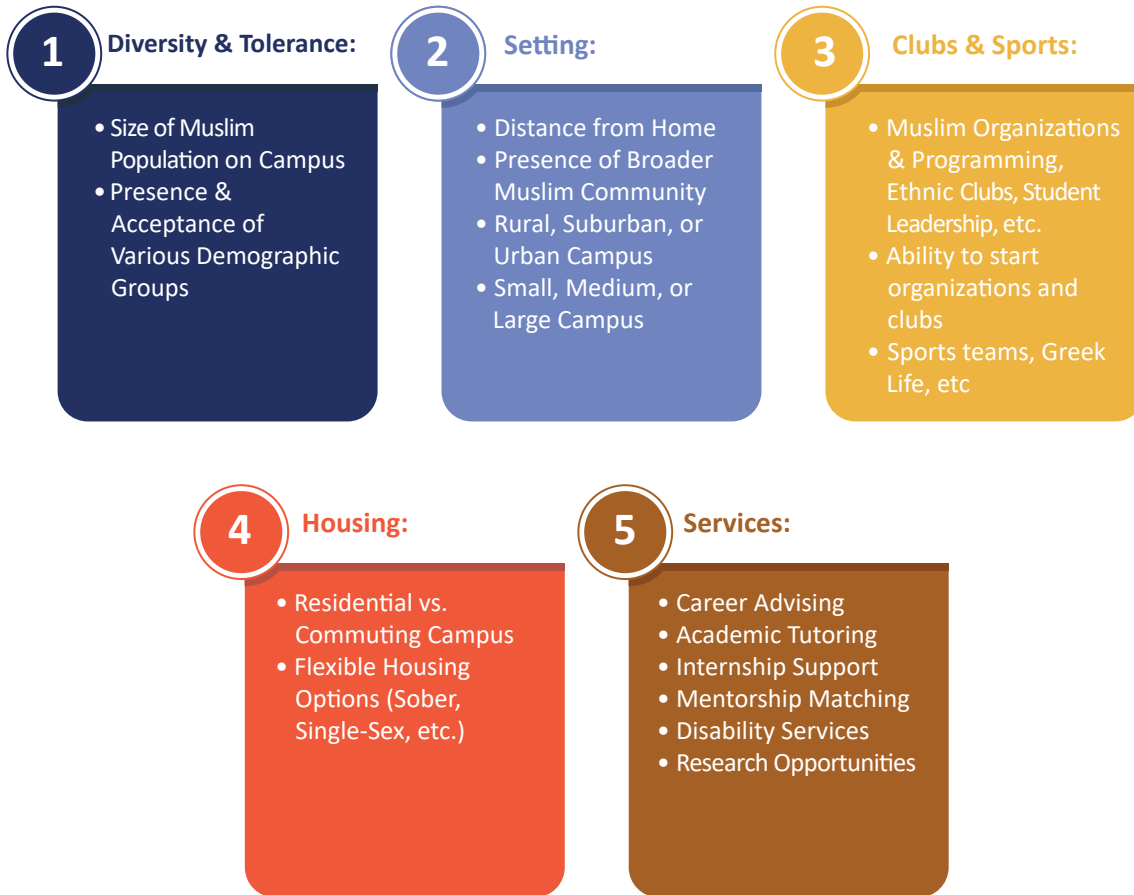 1
Diversity & Tolerance:
• Size of Muslim
Population on Campus
• Presence &
Acceptance of
Various Demographic
Groups
2
Setting:
• Distance from Home
• Presence of Broader
Muslim Community
• Rural, Suburban, or
Urban Campus
• Small, Medium, or
Large Campus
3
Clubs & Sports:
• Muslim Organizations
& Programming,
Ethnic Clubs, Student
Leadership, etc.
• Ability to start
organizations and
clubs
• Sports teams, Greek
Life, etc
4
Housing:
• Residential vs.
Commuting Campus
• Flexible Housing
Options (Sober,
Single-Sex, etc.)
5
Services:
• Career Advising
• Academic Tutoring
• Internship Support
• Mentorship Matching
• Disability Services
• Research Opportunities